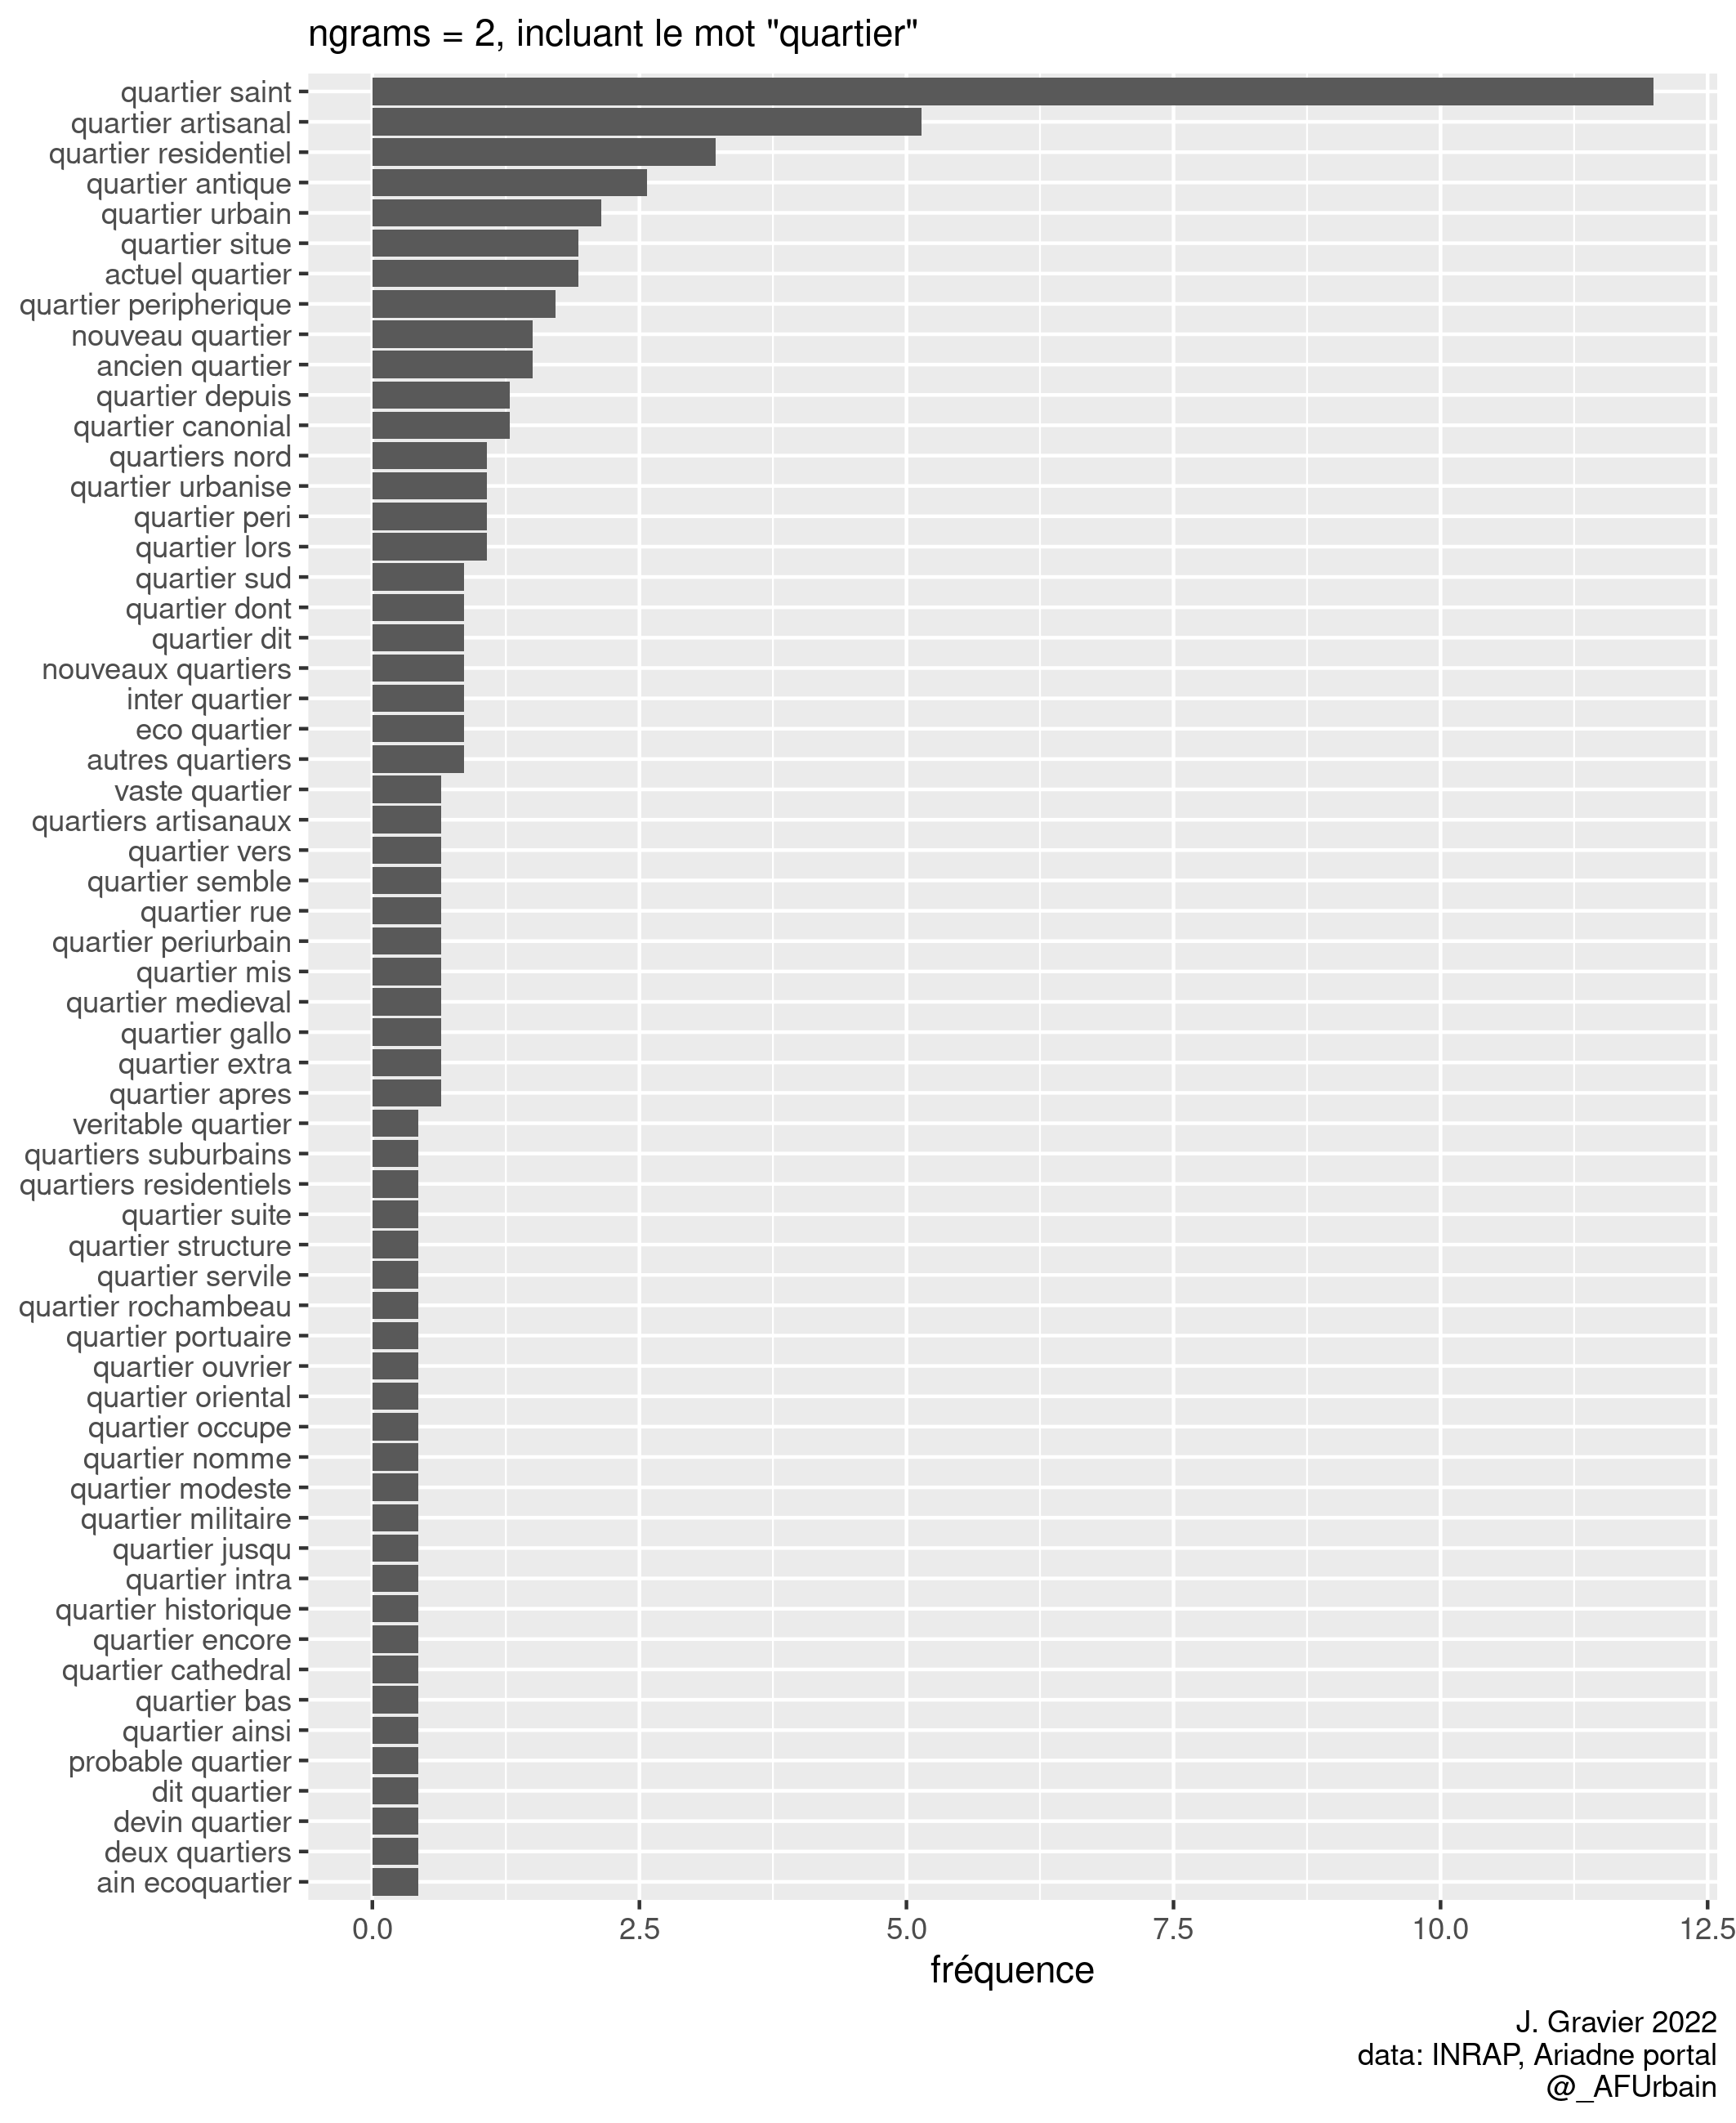 ngrams = 2, incluant le mot "quartier"
quartier saint
quartier artisanal
quartier residentiel
quartier antique
quartier urbain
quartier situe
actuel quartier
quartier peripherique
nouveau quartier
ancien quartier
quartier depuis
quartier canonial
quartiers nord
quartier urbanise
quartier peri
quartier lors
quartier sud
quartier dont
quartier dit
nouveaux quartiers
inter quartier
eco quartier
autres quartiers
vaste quartier
quartiers artisanaux
quartier vers
quartier semble
quartier rue
quartier periurbain
quartier mis
quartier medieval
quartier gallo
quartier extra
quartier apres
veritable quartier
quartiers suburbains
quartiers residentiels
quartier suite
quartier structure
quartier servile
quartier rochambeau
quartier portuaire
quartier ouvrier
quartier oriental
quartier occupe
quartier nomme
quartier modeste
quartier militaire
quartier jusqu
quartier intra
quartier historique
quartier encore
quartier cathedral
quartier bas
quartier ainsi
probable quartier
dit quartier
devin quartier
deux quartiers
ain ecoquartier
0.0 2.5 5.0 7.5 10.0 12.5
fréquence
J. Gravier 2022
data: INRAP, Ariadne portal
@_AFUrbain